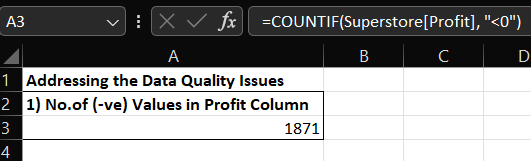 A3 fx =COUNTIF(Superstore[Profit], "<0")
A B C D
1 Addressing the Data Quality Issues
2 1) No.of (-ve) Values in Profit Column
3 1871
4